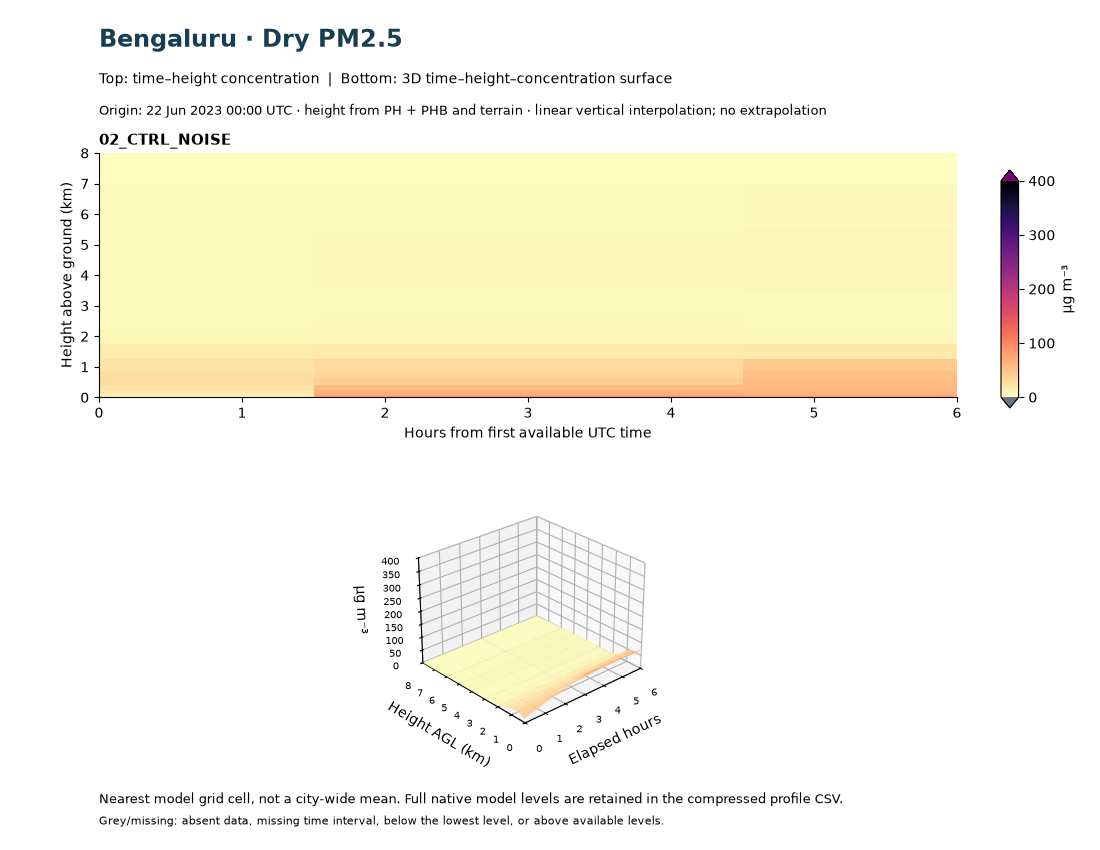 Bengaluru · Dry PM2.5
Top: time–height concentration | Bottom: 3D time–height–concentration surface
Origin: 22 Jun 2023 00:00 UTC · height from PH + PHB and terrain · linear vertical interpolation; no extrapolation
02_CTRL_NOISE
8
7
6
5
4
3
2
1
0
Height above ground (km)
0 1 2 3 4 5 6
Hours from first available UTC time
400
300
200
100
0
µg m⁻³
400
350
300
250
200
150
100
50
0
µg m⁻³
8 7 6 5 4 3 2 1 0
Height AGL (km)
0 1 2 3 4 5 6
Elapsed hours
Nearest model grid cell, not a city-wide mean. Full native model levels are retained in the compressed profile CSV.
Grey/missing: absent data, missing time interval, below the lowest level, or above available levels.